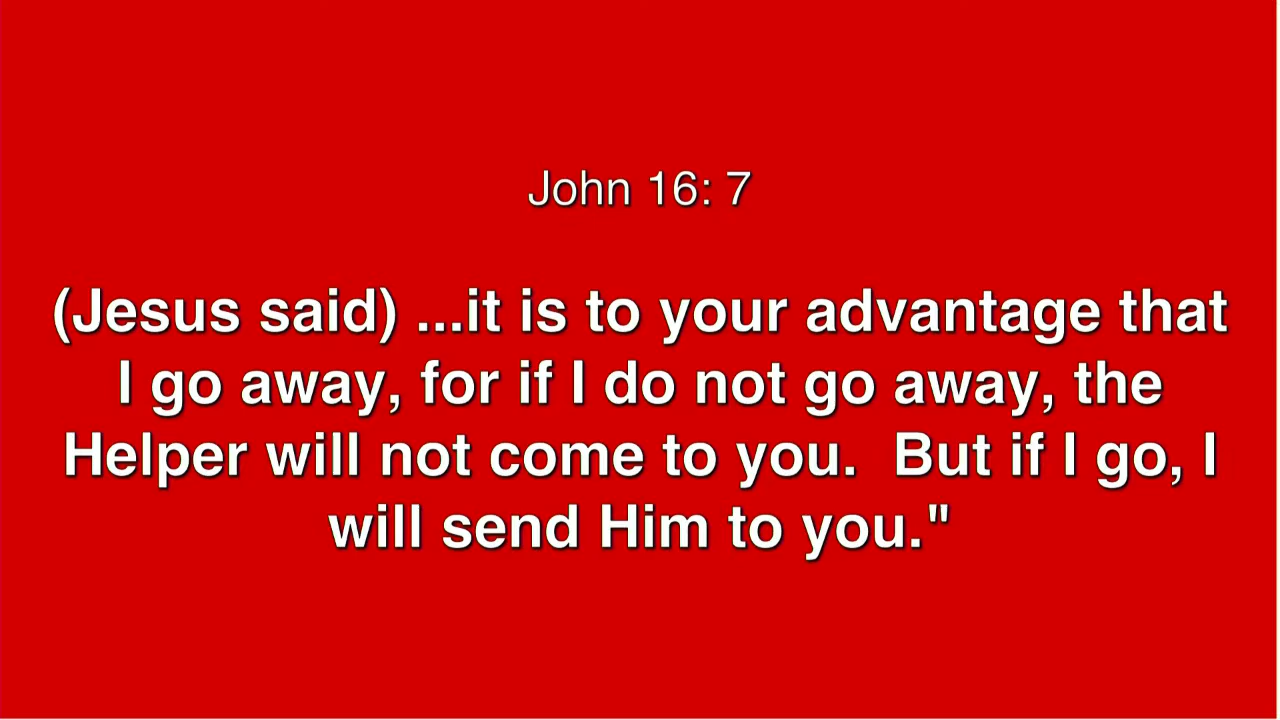 John 16: 7
(Jesus said) ...it is to your advantage that
I go away, for if I do not go away, the
Helper will not come to you.  But if I go, I
will send Him to you."